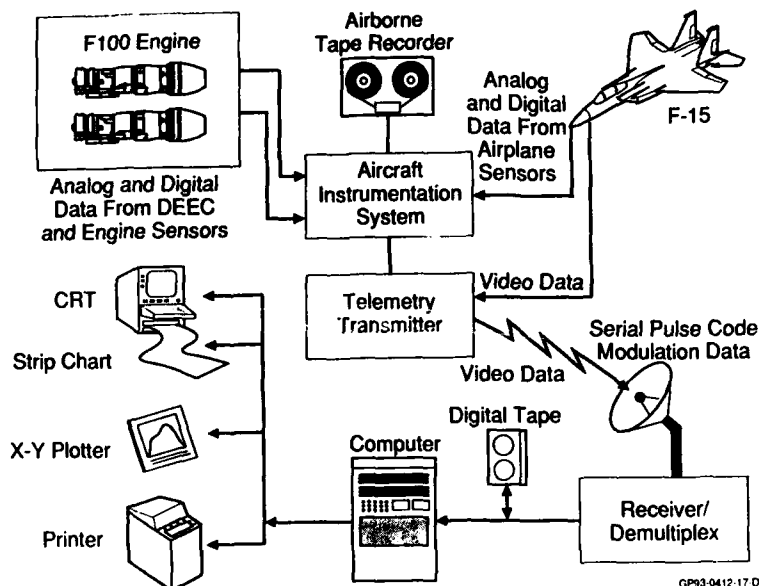 F100 Engine
Analog and Digital
Data From DEEC
and Engine Sensors
Airborne
Tape Recorder
Analog
and Digital
Data From
Airplane
Sensors
F-15
Aircraft
Instrumentation
System
Telemetry
Transmitter
Video Data
Video Data
Serial Pulse Code
Modulation Data
CRT
Strip Chart
X-Y Plotter
Printer
Computer
Digital Tape
Receiver/
Demultiplex
GP93-0412-17-D